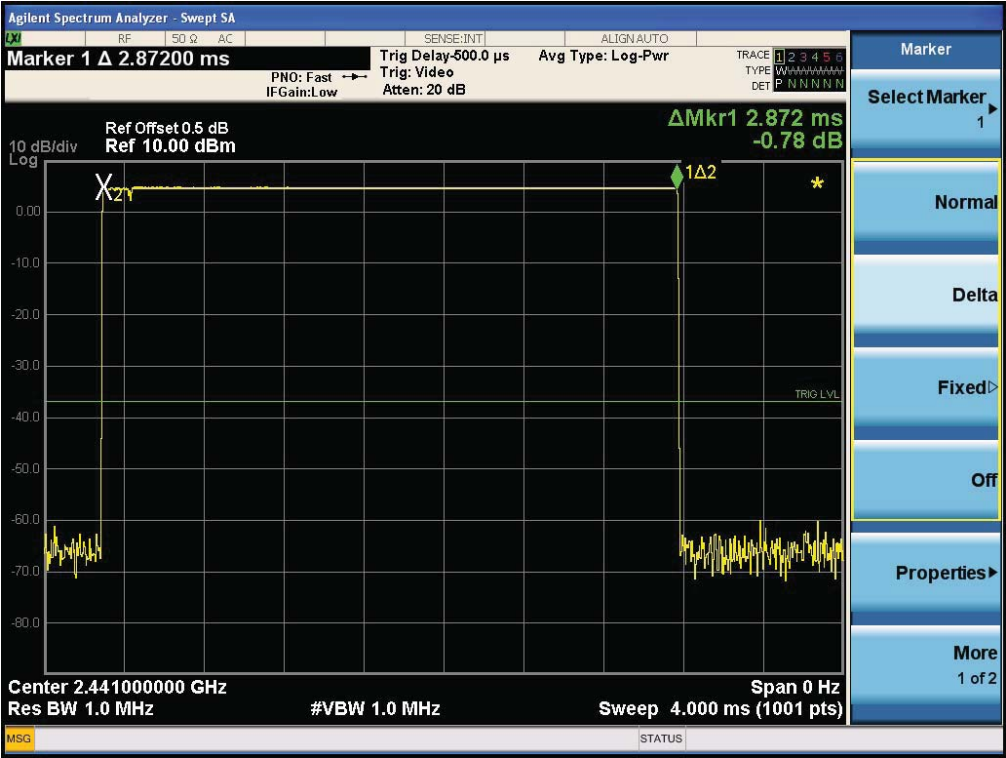 Agilent Spectrum Analyzer - Swept SA
LXI RF 50 Ω AC SENSE:INT ALIGN AUTO
Marker 1 Δ 2.87200 ms
PNO: Fast
IFGain:Low
Trig Delay-500.0 µs
Trig: Video
Atten: 20 dB
Avg Type: Log-Pwr
TRACE 1 2 3 4 5 6
TYPE W
DET P N N N N N
Ref Offset 0.5 dB
10 dB/div Ref 10.00 dBm
Log
ΔMkr1 2.872 ms
-0.78 dB
X2
1Δ2
*
0.00
-10.0
-20.0
-30.0
TRIG LVL
-40.0
-50.0
-60.0
-70.0
-80.0
Center 2.441000000 GHz
Span 0 Hz
Res BW 1.0 MHz
#VBW 1.0 MHz
Sweep 4.000 ms (1001 pts)
MSG
STATUS
Marker
Select Marker
1
Normal
Delta
Fixed
Off
Properties
More
1 of 2